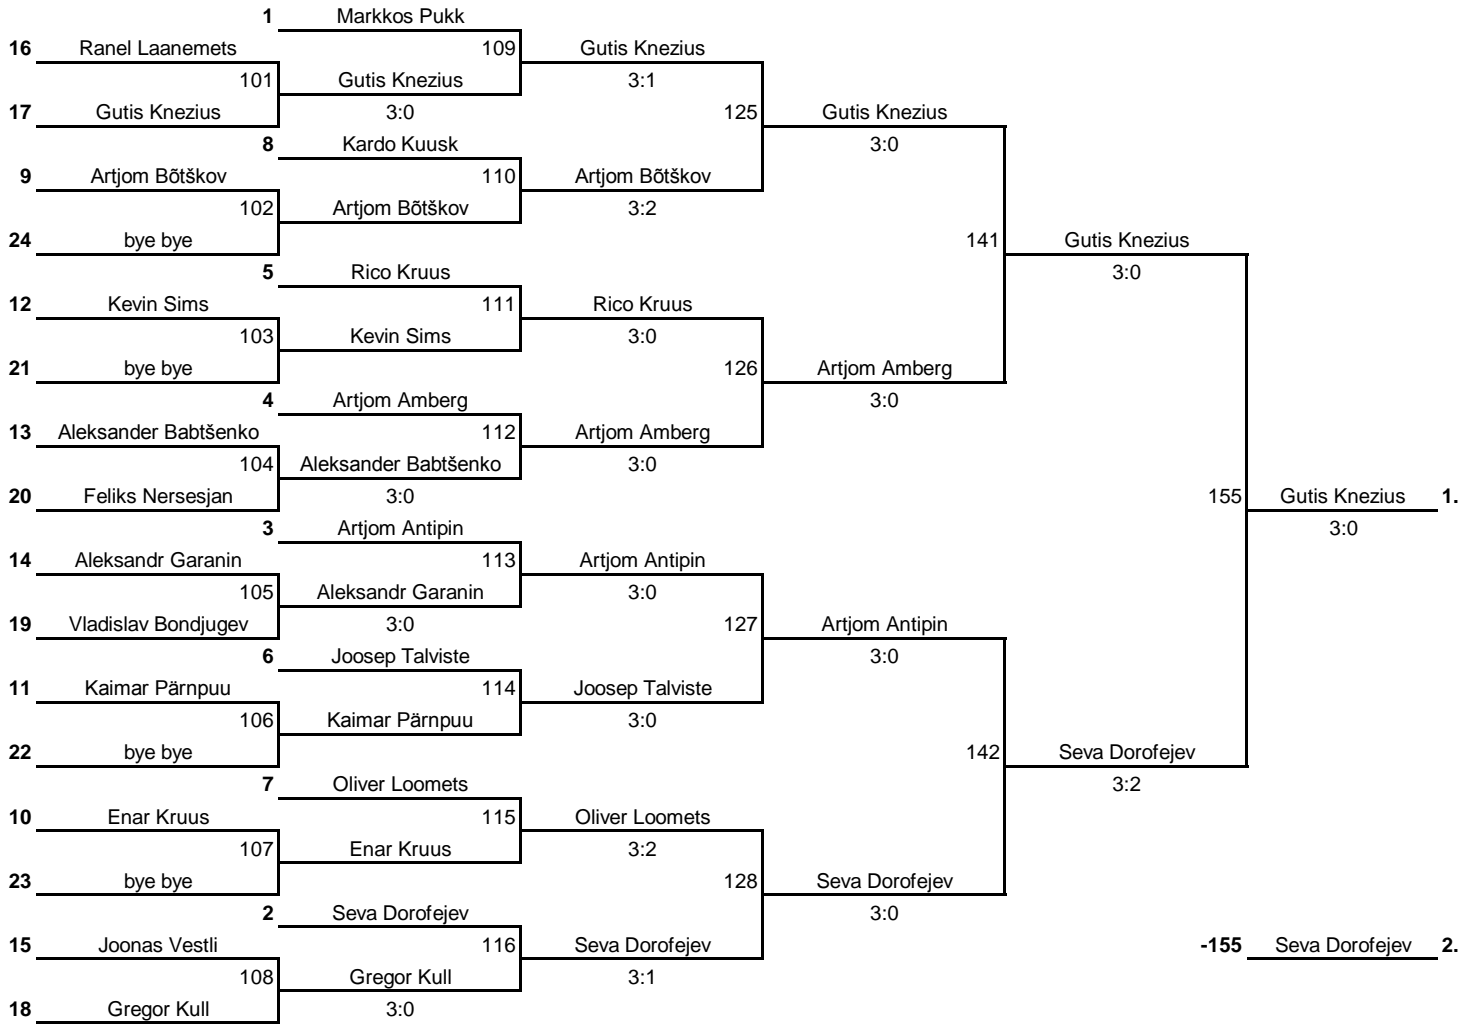 1 Markkos Pukk
16 Ranel Laanemets 109 Gutis Knezius
101 Gutis Knezius 3:1
17 Gutis Knezius 3:0 125 Gutis Knezius
8 Kardo Kuusk 3:0
9 Artjom Bõtškov 110 Artjom Bõtškov
102 Artjom Bõtškov 3:2
24 bye bye 141 Gutis Knezius
5 Rico Kruus 3:0
12 Kevin Sims 111 Rico Kruus
103 Kevin Sims 3:0
21 bye bye 126 Artjom Amberg
4 Artjom Amberg 3:0
13 Aleksander Babtšenko 112 Artjom Amberg
104 Aleksander Babtšenko 3:0
20 Feliks Nersesjan 3:0 155 Gutis Knezius 1.
3 Artjom Antipin 3:0
14 Aleksandr Garanin 113 Artjom Antipin
105 Aleksandr Garanin 3:0
19 Vladislav Bondjugev 3:0 127 Artjom Antipin
6 Joosep Talviste 3:0
11 Kaimar Pärnpuu 114 Joosep Talviste
106 Kaimar Pärnpuu 3:0
22 bye bye 142 Seva Dorofejev
7 Oliver Loomets 3:2
10 Enar Kruus 115 Oliver Loomets
107 Enar Kruus 3:2
23 bye bye 128 Seva Dorofejev
2 Seva Dorofejev 3:0
15 Joonas Vestli 116 Seva Dorofejev -155 Seva Dorofejev 2.
108 Gregor Kull 3:1
18 Gregor Kull 3:0